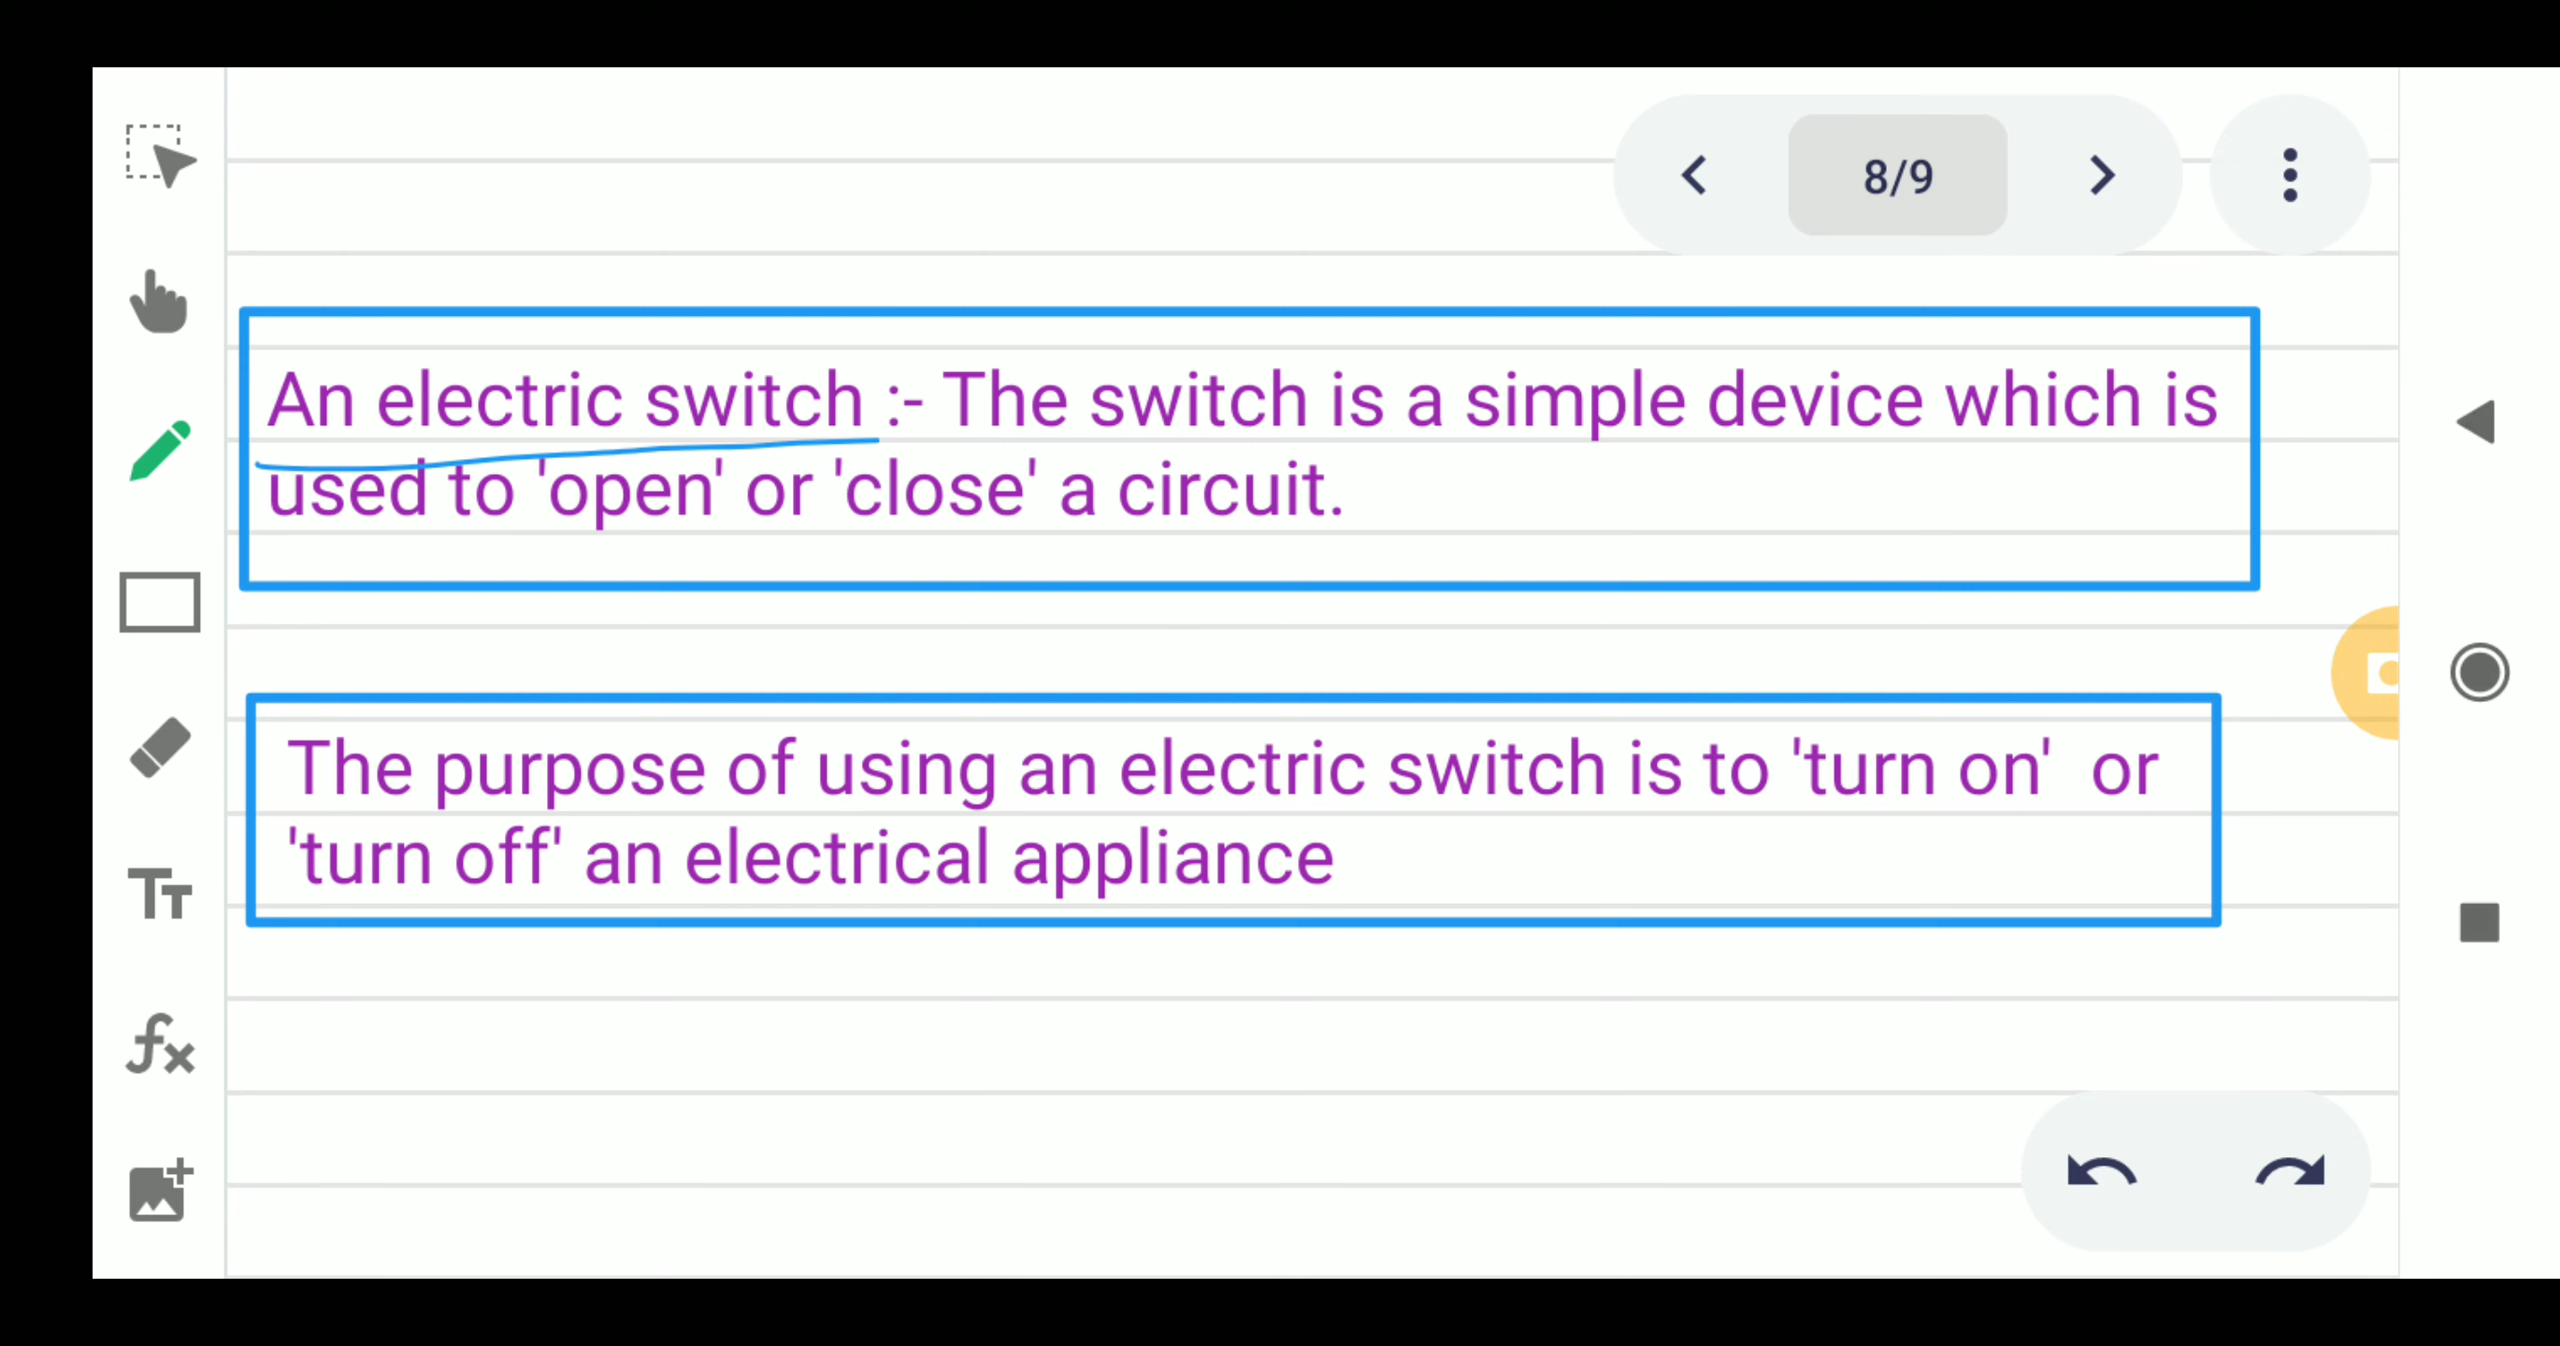 8/9
An electric switch :- The switch is a simple device which is
used to 'open' or 'close' a circuit.
The purpose of using an electric switch is to 'turn on'  or
'turn off' an electrical appliance